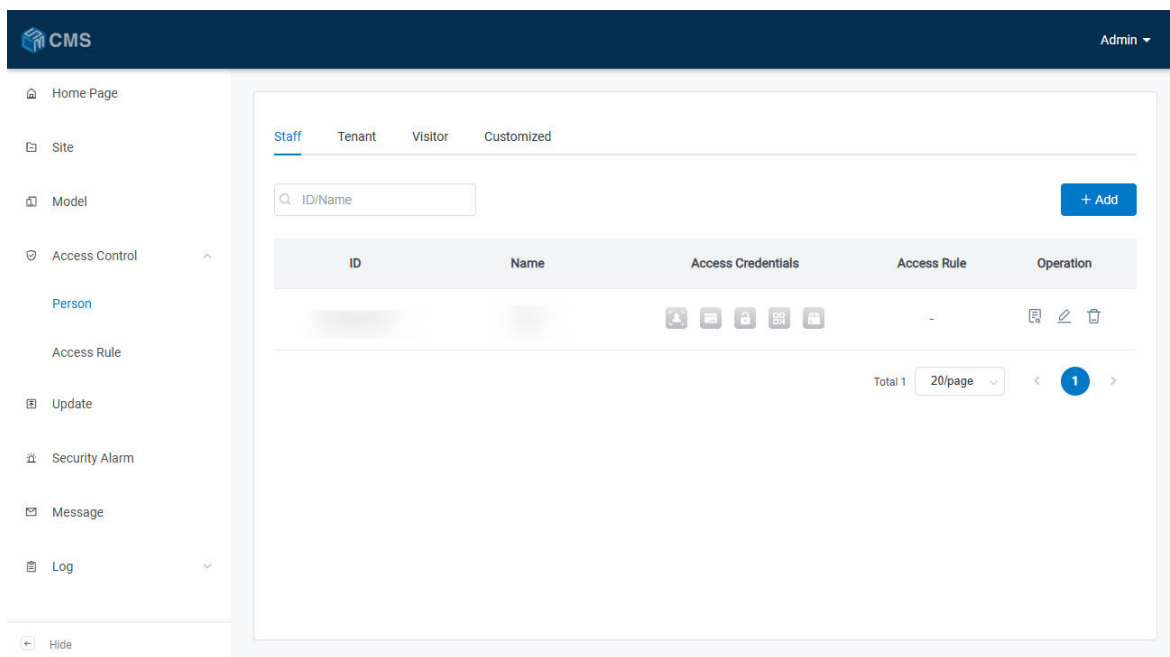 CMS
Admin
Home Page
Site
Model
Access Control
Person
Access Rule
Update
Security Alarm
Message
Log
Hide
Staff Tenant Visitor Customized
ID/Name
+ Add
ID Name Access Credentials Access Rule Operation
-
Total 1 20/page < 1 >